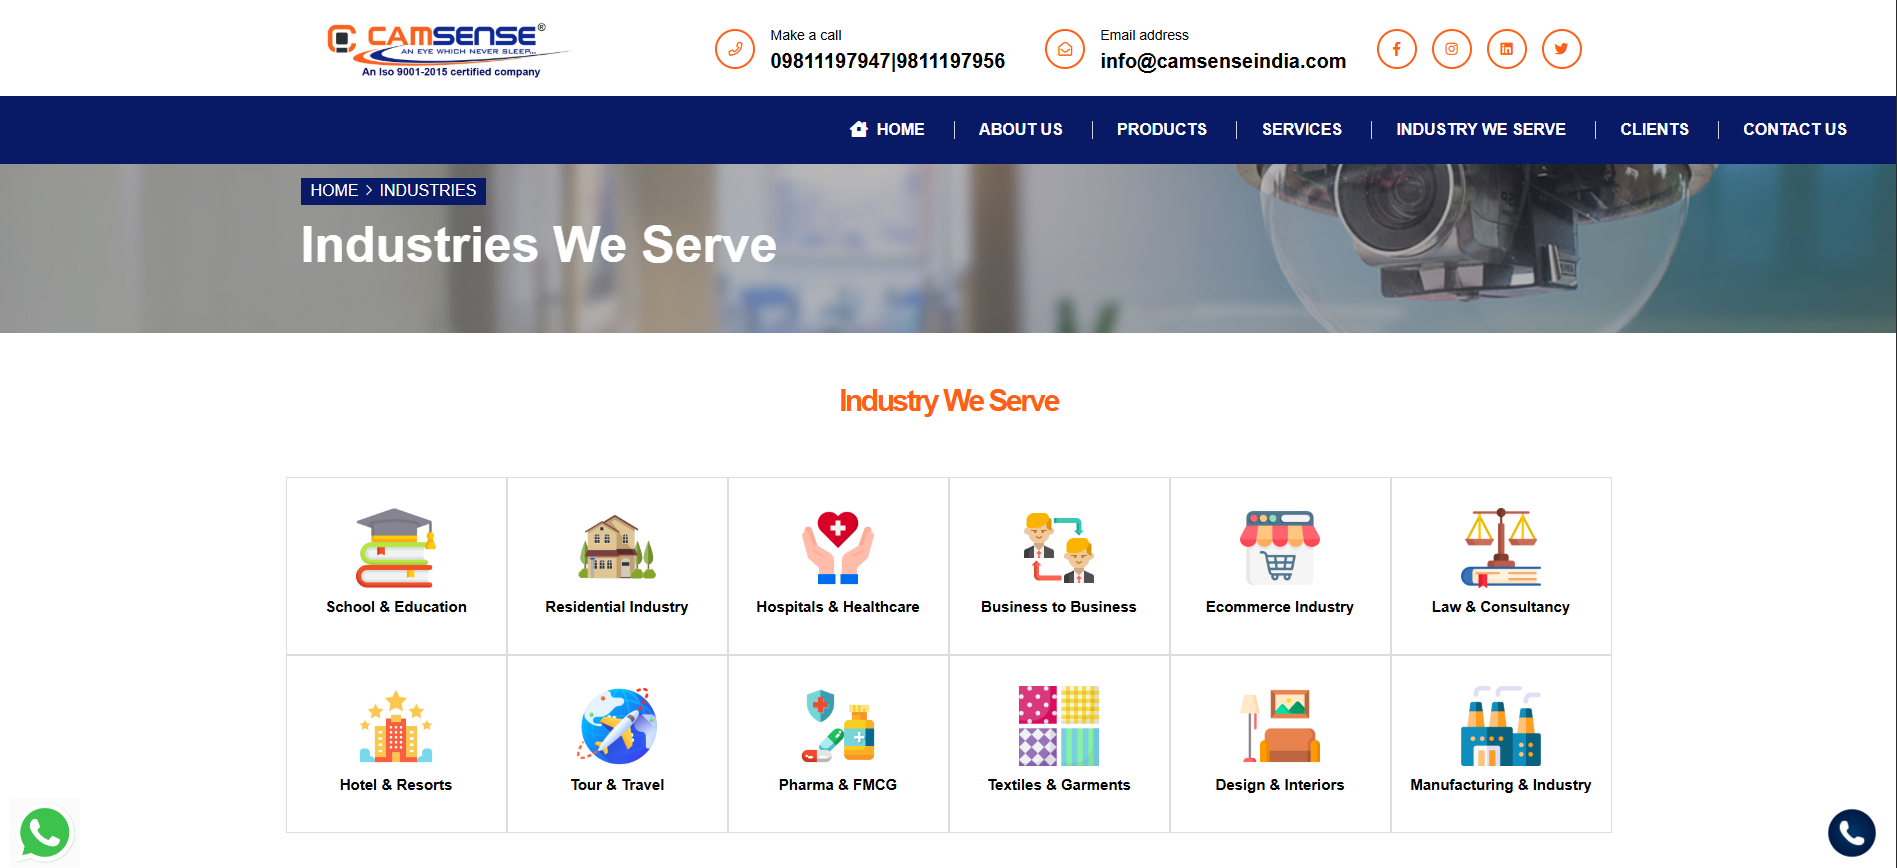 CAMSENSE®
AN EYE WHICH NEVER SLEEP...
An Iso 9001-2015 certified company
Make a call
09811197947|9811197956
Email address
info@camsenseindia.com
HOME
ABOUT US
PRODUCTS
SERVICES
INDUSTRY WE SERVE
CLIENTS
CONTACT US
HOME > INDUSTRIES
Industries We Serve
Industry We Serve
School & Education
Residential Industry
Hospitals & Healthcare
Business to Business
Ecommerce Industry
Law & Consultancy
Hotel & Resorts
Tour & Travel
Pharma & FMCG
Textiles & Garments
Design & Interiors
Manufacturing & Industry